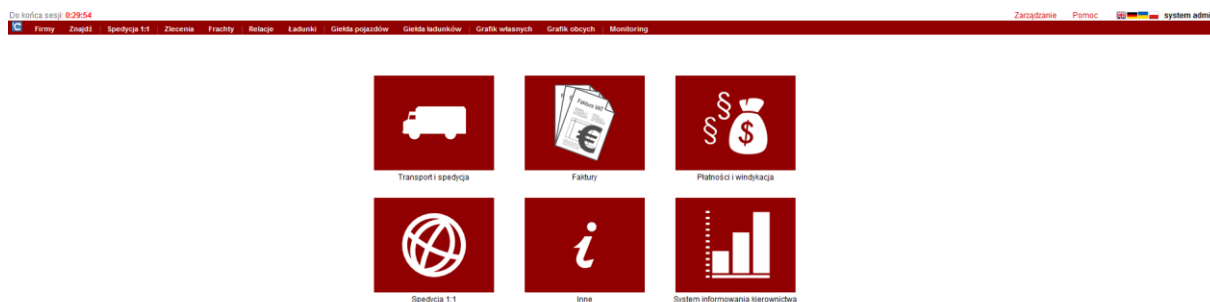 Do końca sesji: 0:29:54 Zarządzanie Pomoc system admi
Firmy Znajdź Spedycja 1:1 Zlecenia Frachty Relacje Ładunki Giełda pojazdów Giełda ładunków Grafik własnych Grafik obcych Monitoring
Faktura VAT
€
§ § $
Transport i spedycja Faktury Płatności i windykacja
i
Spedycja 1:1 Inne System informowania kierownictwa